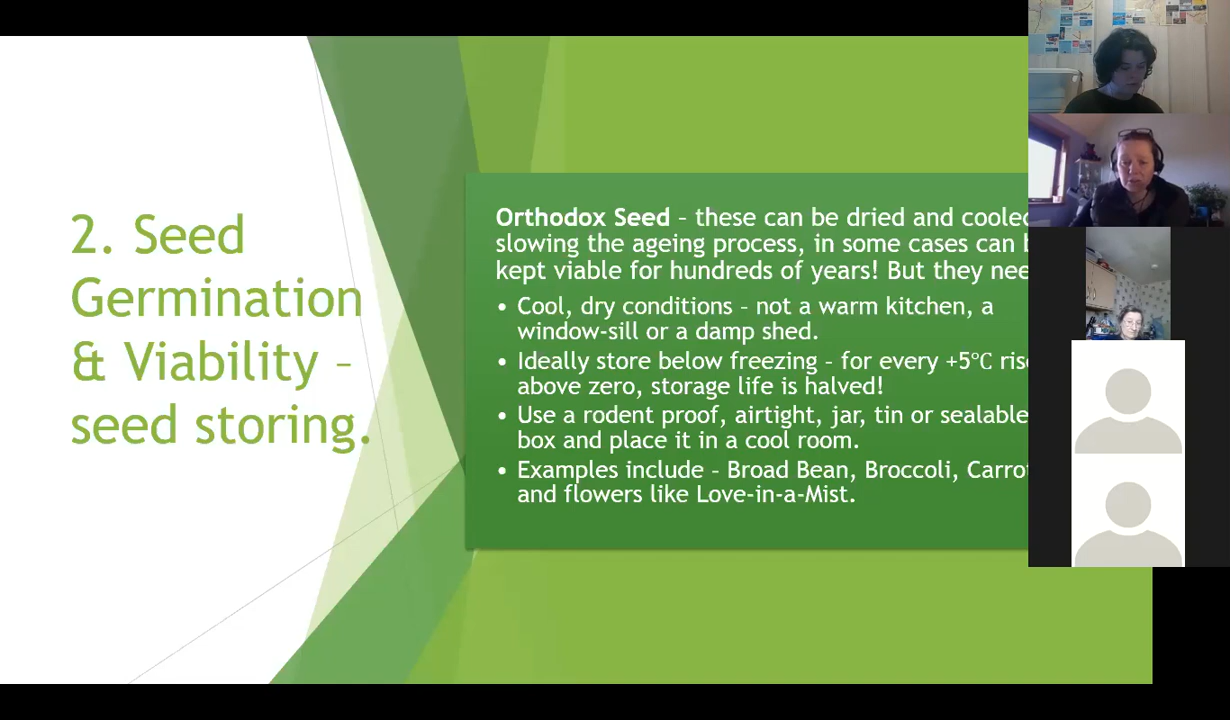 2. Seed
Germination
& Viability –
seed storing.
Orthodox Seed – these can be dried and cooled
slowing the ageing process, in some cases can
kept viable for hundreds of years! But they
• Cool, dry conditions – not a warm kitchen, a
window-sill or a damp shed.
• Ideally store below freezing – for every +5°C
above zero, storage life is halved!
• Use a rodent proof, airtight, jar, tin or sealable
box and place it in a cool room.
• Examples include – Broad Bean, Broccoli,
and flowers like Love-in-a-Mist.